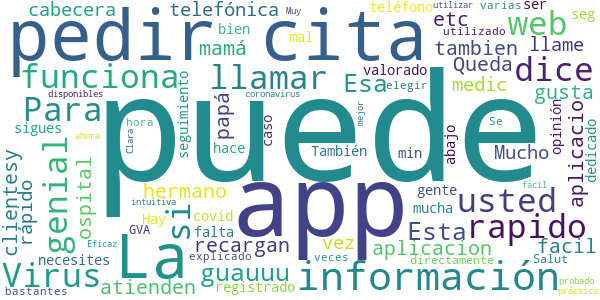 cabecera telefónica teléfono utilizar varias ser
pedir cita web
bien mal etc utilizado seg
mamá tambien llame
funciona llamar Esa Queda dice
disponibles valorado medic gusta
Para papá coronavirus elegir
sigues hora seguimiento puede
genial Clara hace caso También min abajo Mucho opinión aplicacio
ahora mejor Se dedicado
clientesy rápido ospital hermano si app gente usted fácil
intuitiva Hay covid mucha Esta rapido
Eficaz GVA falta vez
Virus necesites La recargan aplicacion facil
explicado veces directamente Salut
atienden guauuu información
bastantes registrado probado práctica
Muy